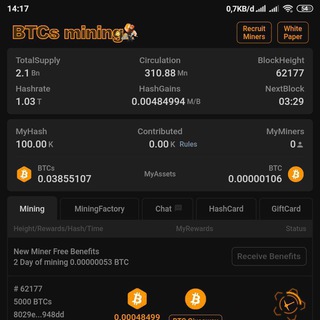 14:17 0,7KB/d 54
BTCs mining
Recruit Miners
White Paper
TotalSupply Circulation BlockHeight
2.1 Bn 310.88 Mn 62177
Hashrate HashGains NextBlock
1.03 T 0.00484994 M/B 03:29
MyHash Contributed MyMiners
100.00 K 0.00 K Rules 0
BTCs MyAssets BTC
0.03855107 0.00000106
Mining MiningFactory Chat HashCard GiftCard
Height/Rewards/Hash/Time MyRewards Status
New Miner Free Benefits
2 Day of mining 0.00000053 BTC
Receive Benefits
# 62177
5000 BTCs
8029e...948dd
0.00048499